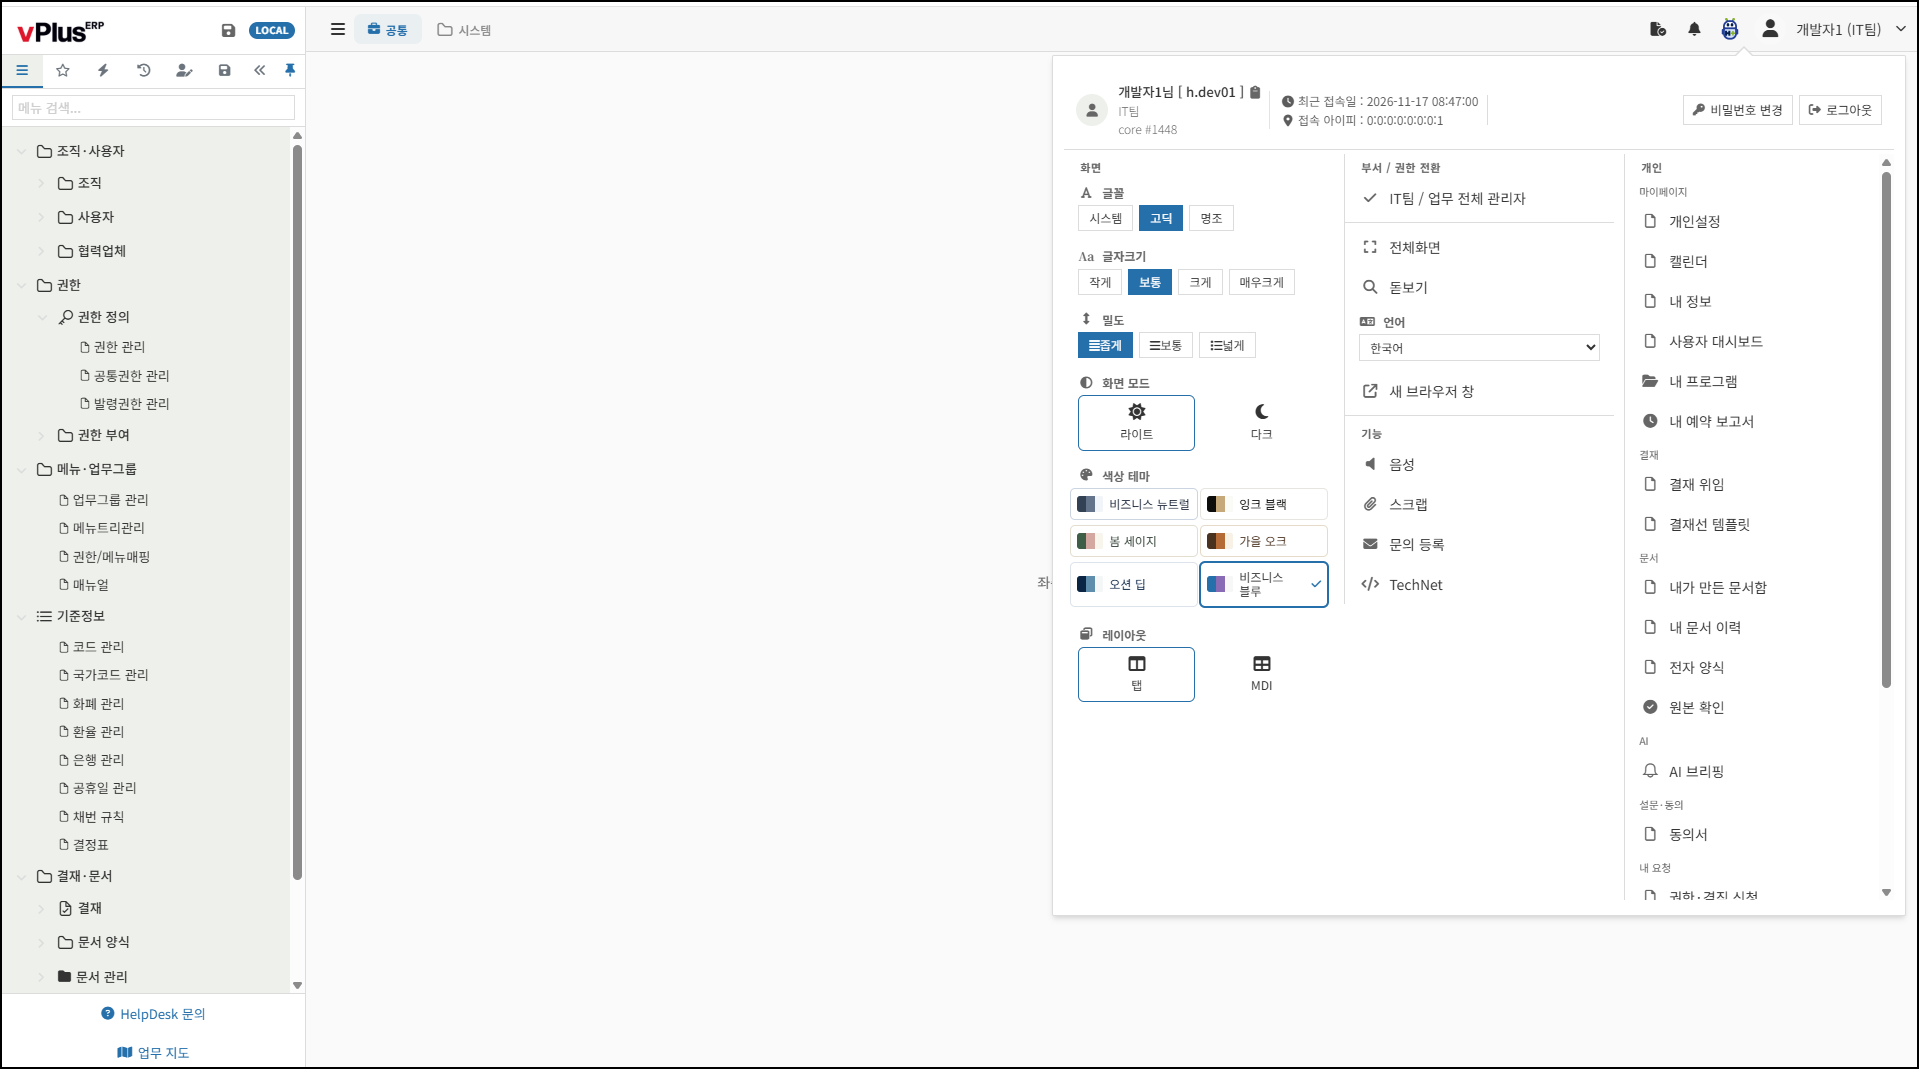 vPlus ERP
LOCAL
메뉴 검색...
조직·사용자
조직
사용자
협력업체
권한
권한 정의
권한 관리
공통권한 관리
발령권한 관리
권한 부여
메뉴·업무그룹
업무그룹 관리
메뉴트리관리
권한/메뉴매핑
매뉴얼
기준정보
코드 관리
국가코드 관리
화폐 관리
환율 관리
은행 관리
공휴일 관리
채번 규칙
결정표
결재·문서
결재
문서 양식
문서 관리
HelpDesk 문의
업무 지도
공통
시스템
개발자1 (IT팀)
좌
개발자1님 [ h.dev01 ]
IT팀
core #1448
최근 접속일 : 2026-11-17 08:47:00
접속 아이피 : 0:0:0:0:0:0:0:1
비밀번호 변경
로그아웃
화면
글꼴
시스템 고딕 명조
글자크기
작게 보통 크게 매우크게
밀도
좁게 보통 넓게
화면 모드
라이트 다크
색상 테마
비즈니스 뉴트럴 잉크 블랙
봄 세이지 가을 오크
오션 딥 비즈니스
블루
레이아웃
탭 MDI
부서 / 권한 전환
IT팀 / 업무 전체 관리자
전체화면
돋보기
언어
한국어
새 브라우저 창
기능
음성
스크랩
문의 등록
TechNet
개인
마이페이지
개인설정
캘린더
내 정보
사용자 대시보드
내 프로그램
내 예약 보고서
결재
결재 위임
결재선 템플릿
문서
내가 만든 문서함
내 문서 이력
전자 양식
원본 확인
AI
AI 브리핑
설문·동의
동의서
내 요청
권한·결직 신청